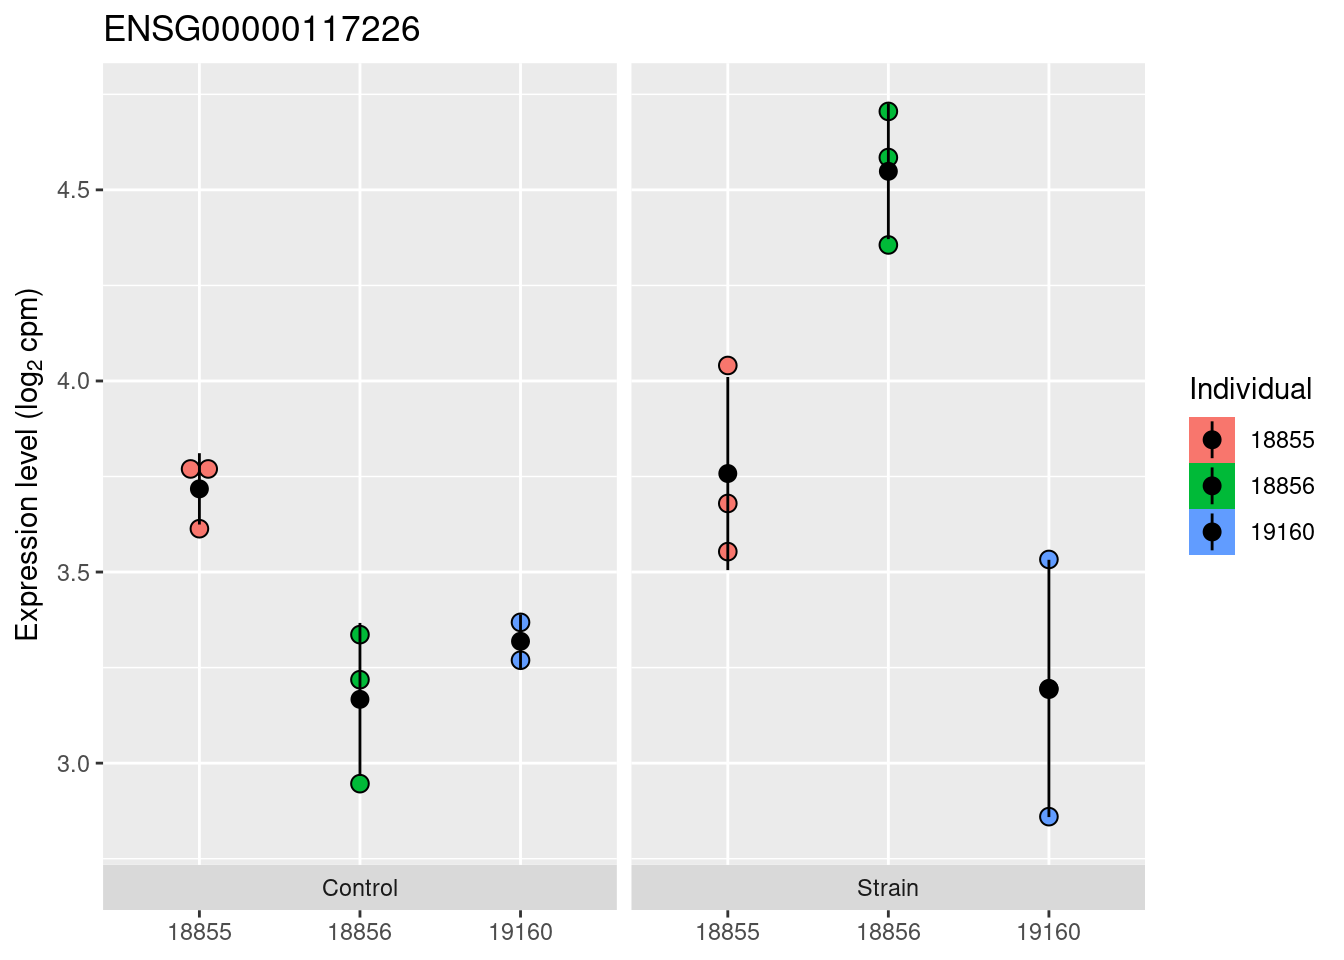 ENSG00000117226
Expression level (log2 cpm)
4.5
4.0
3.5
3.0
Control
Strain
18855
18856
19160
18855
18856
19160
Individual
18855
18856
19160